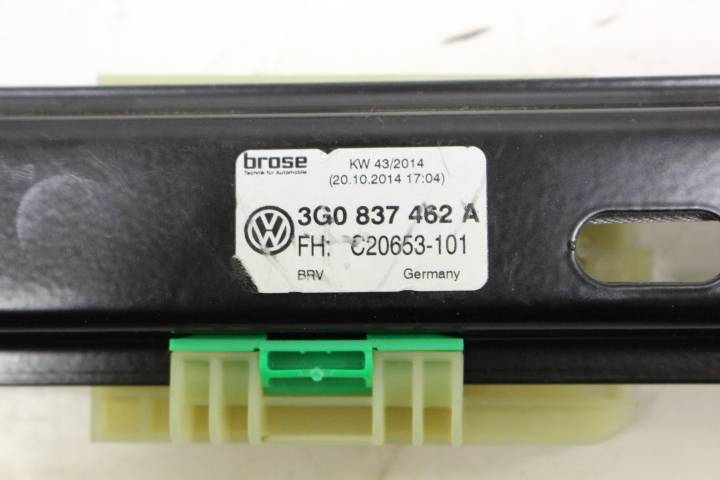 brose
Technik für Automobile
KW 43/2014
(20.10.2014 17:04)
3G0 837 462 A
FH: C20653-101
BRV Germany